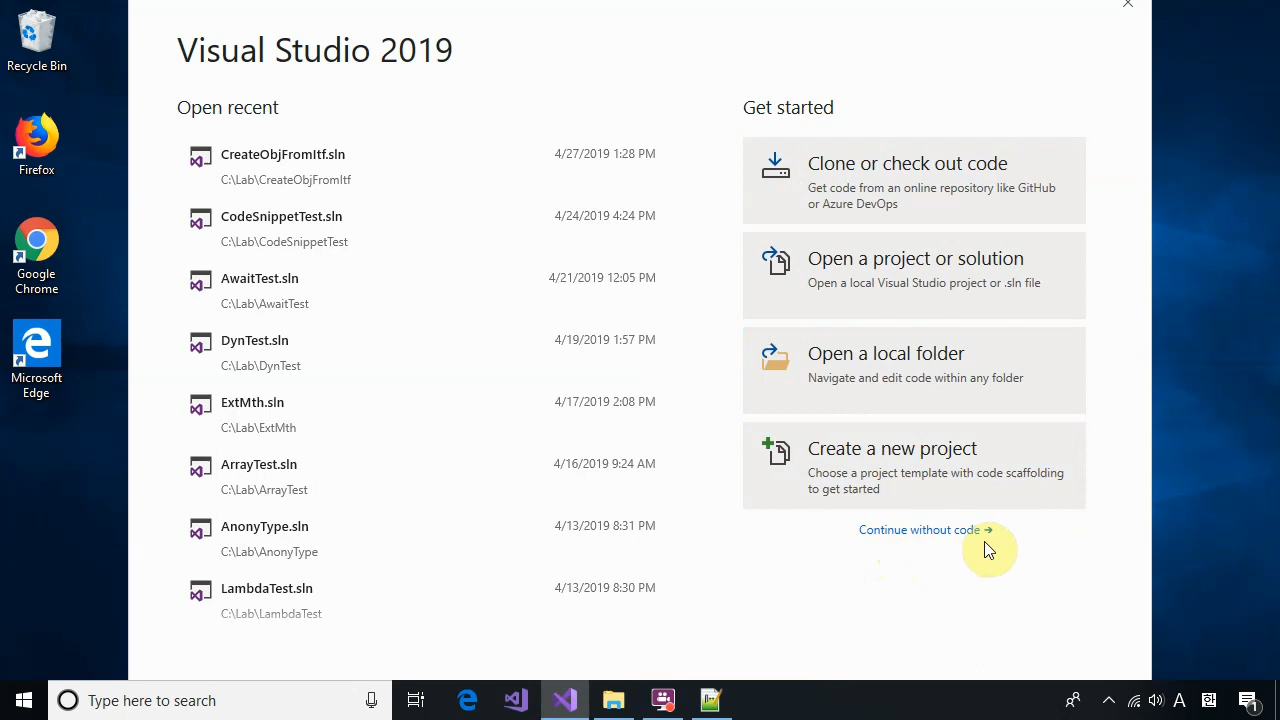 Recycle Bin
Firefox
Google
Chrome
Microsoft
Edge
Visual Studio 2019
Open recent
CreateObjFromItf.sln 4/27/2019 1:28 PM
C:\Lab\CreateObjFromItf
CodeSnippetTest.sln 4/24/2019 4:24 PM
C:\Lab\CodeSnippetTest
AwaitTest.sln 4/21/2019 12:05 PM
C:\Lab\AwaitTest
DynTest.sln 4/19/2019 1:57 PM
C:\Lab\DynTest
ExtMth.sln 4/17/2019 2:08 PM
C:\Lab\ExtMth
ArrayTest.sln 4/16/2019 9:24 AM
C:\Lab\ArrayTest
AnonyType.sln 4/13/2019 8:31 PM
C:\Lab\AnonyType
LambdaTest.sln 4/13/2019 8:30 PM
C:\Lab\LambdaTest
Get started
Clone or check out code
Get code from an online repository like GitHub
or Azure DevOps
Open a project or solution
Open a local Visual Studio project or .sln file
Open a local folder
Navigate and edit code within any folder
Create a new project
Choose a project template with code scaffolding
to get started
Continue without code →
Type here to search
A
1